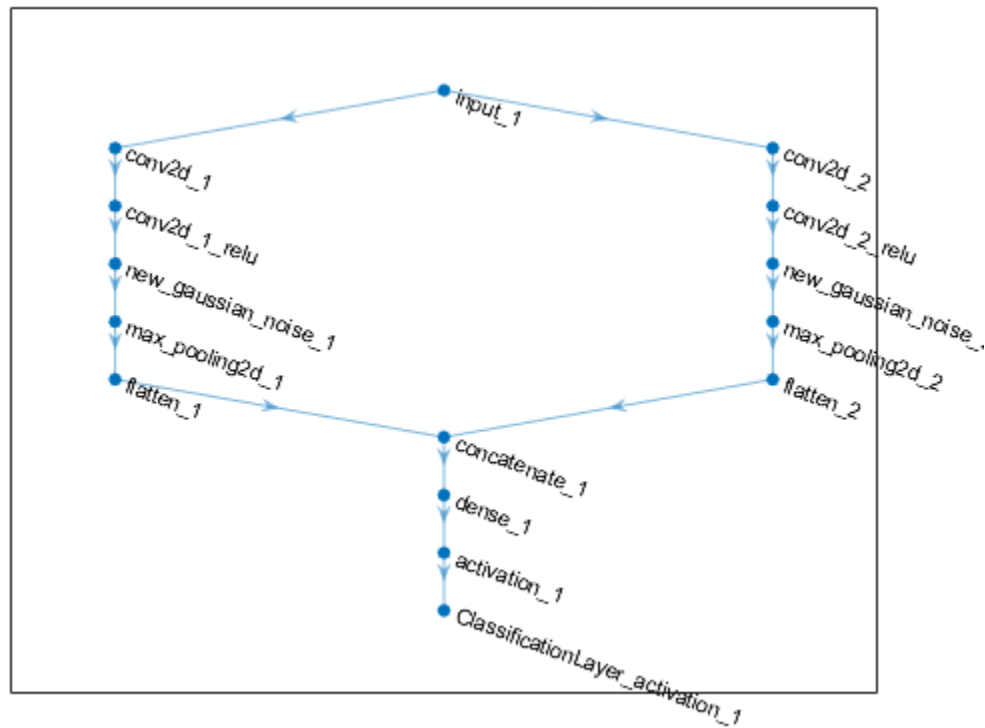 input_1
conv2d_1
conv2d_2
conv2d_1_relu
conv2d_2_relu
new_gaussian_noise_1
max_pooling2d_1
max_pooling2d_2
flatten_1
flatten_2
concatenate_1
dense_1
activation_1
ClassificationLayer_activation_1